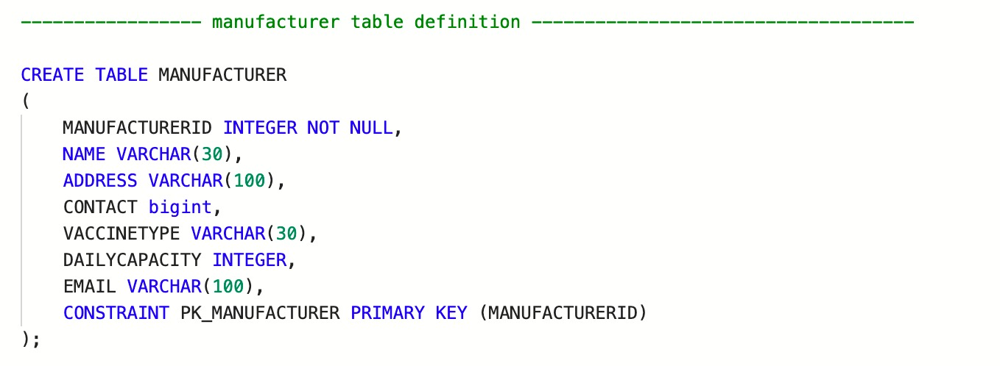 ----------------- manufacturer table definition ------------------------------------
CREATE TABLE MANUFACTURER
(
MANUFACTURERID INTEGER NOT NULL,
NAME VARCHAR(30),
ADDRESS VARCHAR(100),
CONTACT bigint,
VACCINETYPE VARCHAR(30),
DAILYCAPACITY INTEGER,
EMAIL VARCHAR(100),
CONSTRAINT PK_MANUFACTURER PRIMARY KEY (MANUFACTURERID)
);